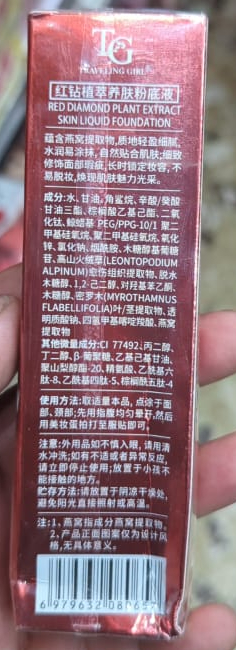 TG
TRAVELING GIRL
红钻植萃养肤粉底液
RED DIAMOND PLANT EXTRACT
SKIN LIQUID FOUNDATION
蕴含燕窝提取物,质地轻盈细腻,
水润易涂抹,自然贴合肌肤;细致
修饰面部瑕疵,长时锁定妆容,不
易脱妆,焕现肌肤魅力光采。
成分:水、甘油、角鲨烷、辛酸/癸酸
甘油三酯、棕榈酸乙基己酯、二氧
化钛、鲸蜡基 PEG/PPG-10/1 聚二
甲基硅氧烷、聚二甲基硅氧烷、氧化
锌、氯化钠、烟酰胺、木糖醇基葡糖
苷、高山火绒草(LEONTOPODIUM
ALPINUM)愈伤组织提取物、脱水
木糖醇、1,2-己二醇、对羟基苯乙酮、
木糖醇、密罗木(MYROTHAMNUS
FLABELLIFOLIA)叶/茎提取物、透
明质酸钠、四氢甲基嘧啶羧酸、燕窝
提取物
其他微量成分:CI 77492、丙二醇、
丁二醇、β-葡聚糖、乙基己基甘油、
聚山梨醇酯-20、精氨酸、乙酰基六
肽-8、乙酰基四肽-5、棕榈酰五肽-4
使用方法:取适量本品,点涂于面
部、颈部;先用指腹均匀晕开,然后
用美妆蛋拍打至服贴即可。
注意:外用品如不慎入眼,请用清
水冲洗;如有不适或者异常反应,
请立即停止使用;放置于小孩不
能接触的地方。
贮存方法:请放置于阴凉干燥处,
避免阳光直接照射或高温。
注:1、燕窝指成分燕窝提取物。
2、产品正面图案仅为设计风
格,无具体意义。
6 979632 080657